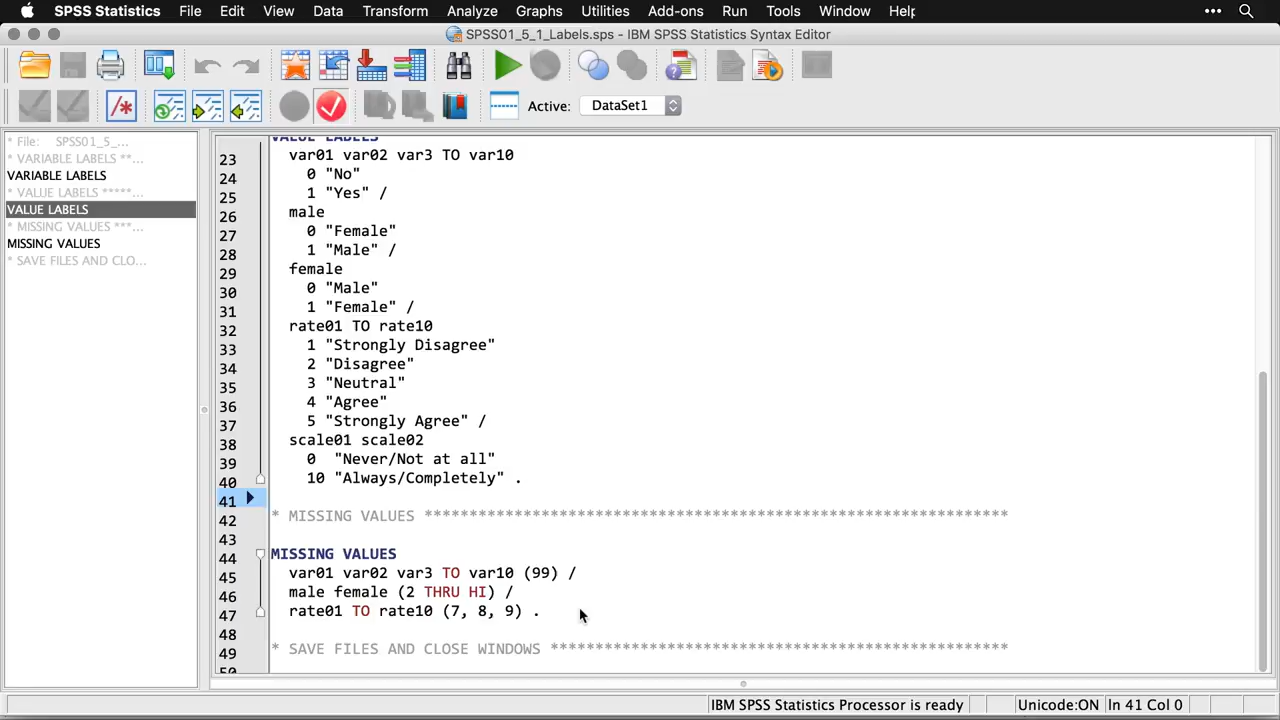 SPSS Statistics File Edit View Data Transform Analyze Graphs Utilities Add-ons Run Tools Window Help
SPSS01_5_1_Labels.sps - IBM SPSS Statistics Syntax Editor
Active: DataSet1
* File: SPSS01_5_...
* VARIABLE LABELS **...
VARIABLE LABELS
* VALUE LABELS *****...
VALUE LABELS
* MISSING VALUES ***...
MISSING VALUES
* SAVE FILES AND CLO...
VALUE LABELS
23 var01 var02 var3 TO var10
24 0 "No"
25 1 "Yes" /
26 male
27 0 "Female"
28 1 "Male" /
29 female
30 0 "Male"
31 1 "Female" /
32 rate01 TO rate10
33 1 "Strongly Disagree"
34 2 "Disagree"
35 3 "Neutral"
36 4 "Agree"
37 5 "Strongly Agree" /
38 scale01 scale02
39 0 "Never/Not at all"
40 10 "Always/Completely" .
41
42 * MISSING VALUES *****************************************************************
43
44 MISSING VALUES
45 var01 var02 var3 TO var10 (99) /
46 male female (2 THRU HI) /
47 rate01 TO rate10 (7, 8, 9) .
48
49 * SAVE FILES AND CLOSE WINDOWS ***************************************************
50
IBM SPSS Statistics Processor is ready Unicode:ON In 41 Col 0